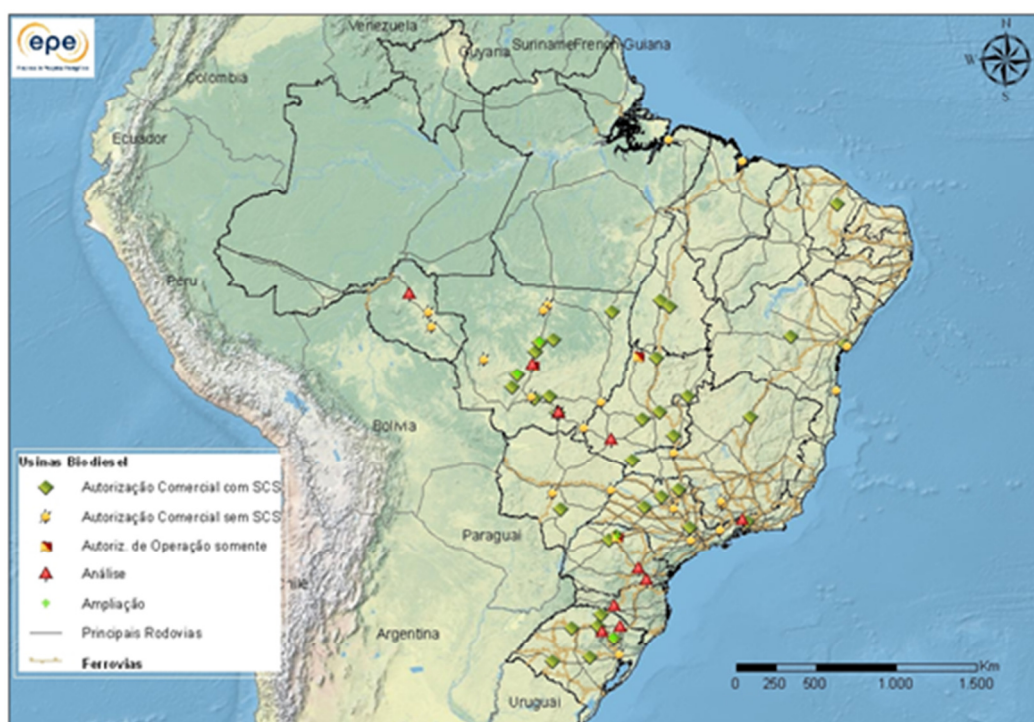 epe
Venezuela
Guyana
Suriname
French-Guiana
N
W
S
Colombia
Ecuador
Peru
Bolivia
Usinas Biodiesel
Autorização Comercial com SCS
Autorização Comercial sem SCS
Autoriz. de Operação somente
Análise
Ampliação
Principais Rodovias
Ferrovias
Paraguai
hile
Argentina
Uruguai
Km
0 250 500 1.000 1.500